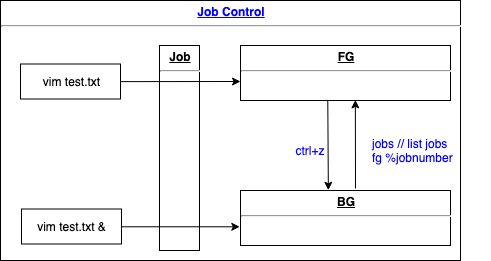 Job Control
Job
FG
vim test.txt
ctrl+z
jobs // list jobs
fg %jobnumber
BG
vim test.txt &